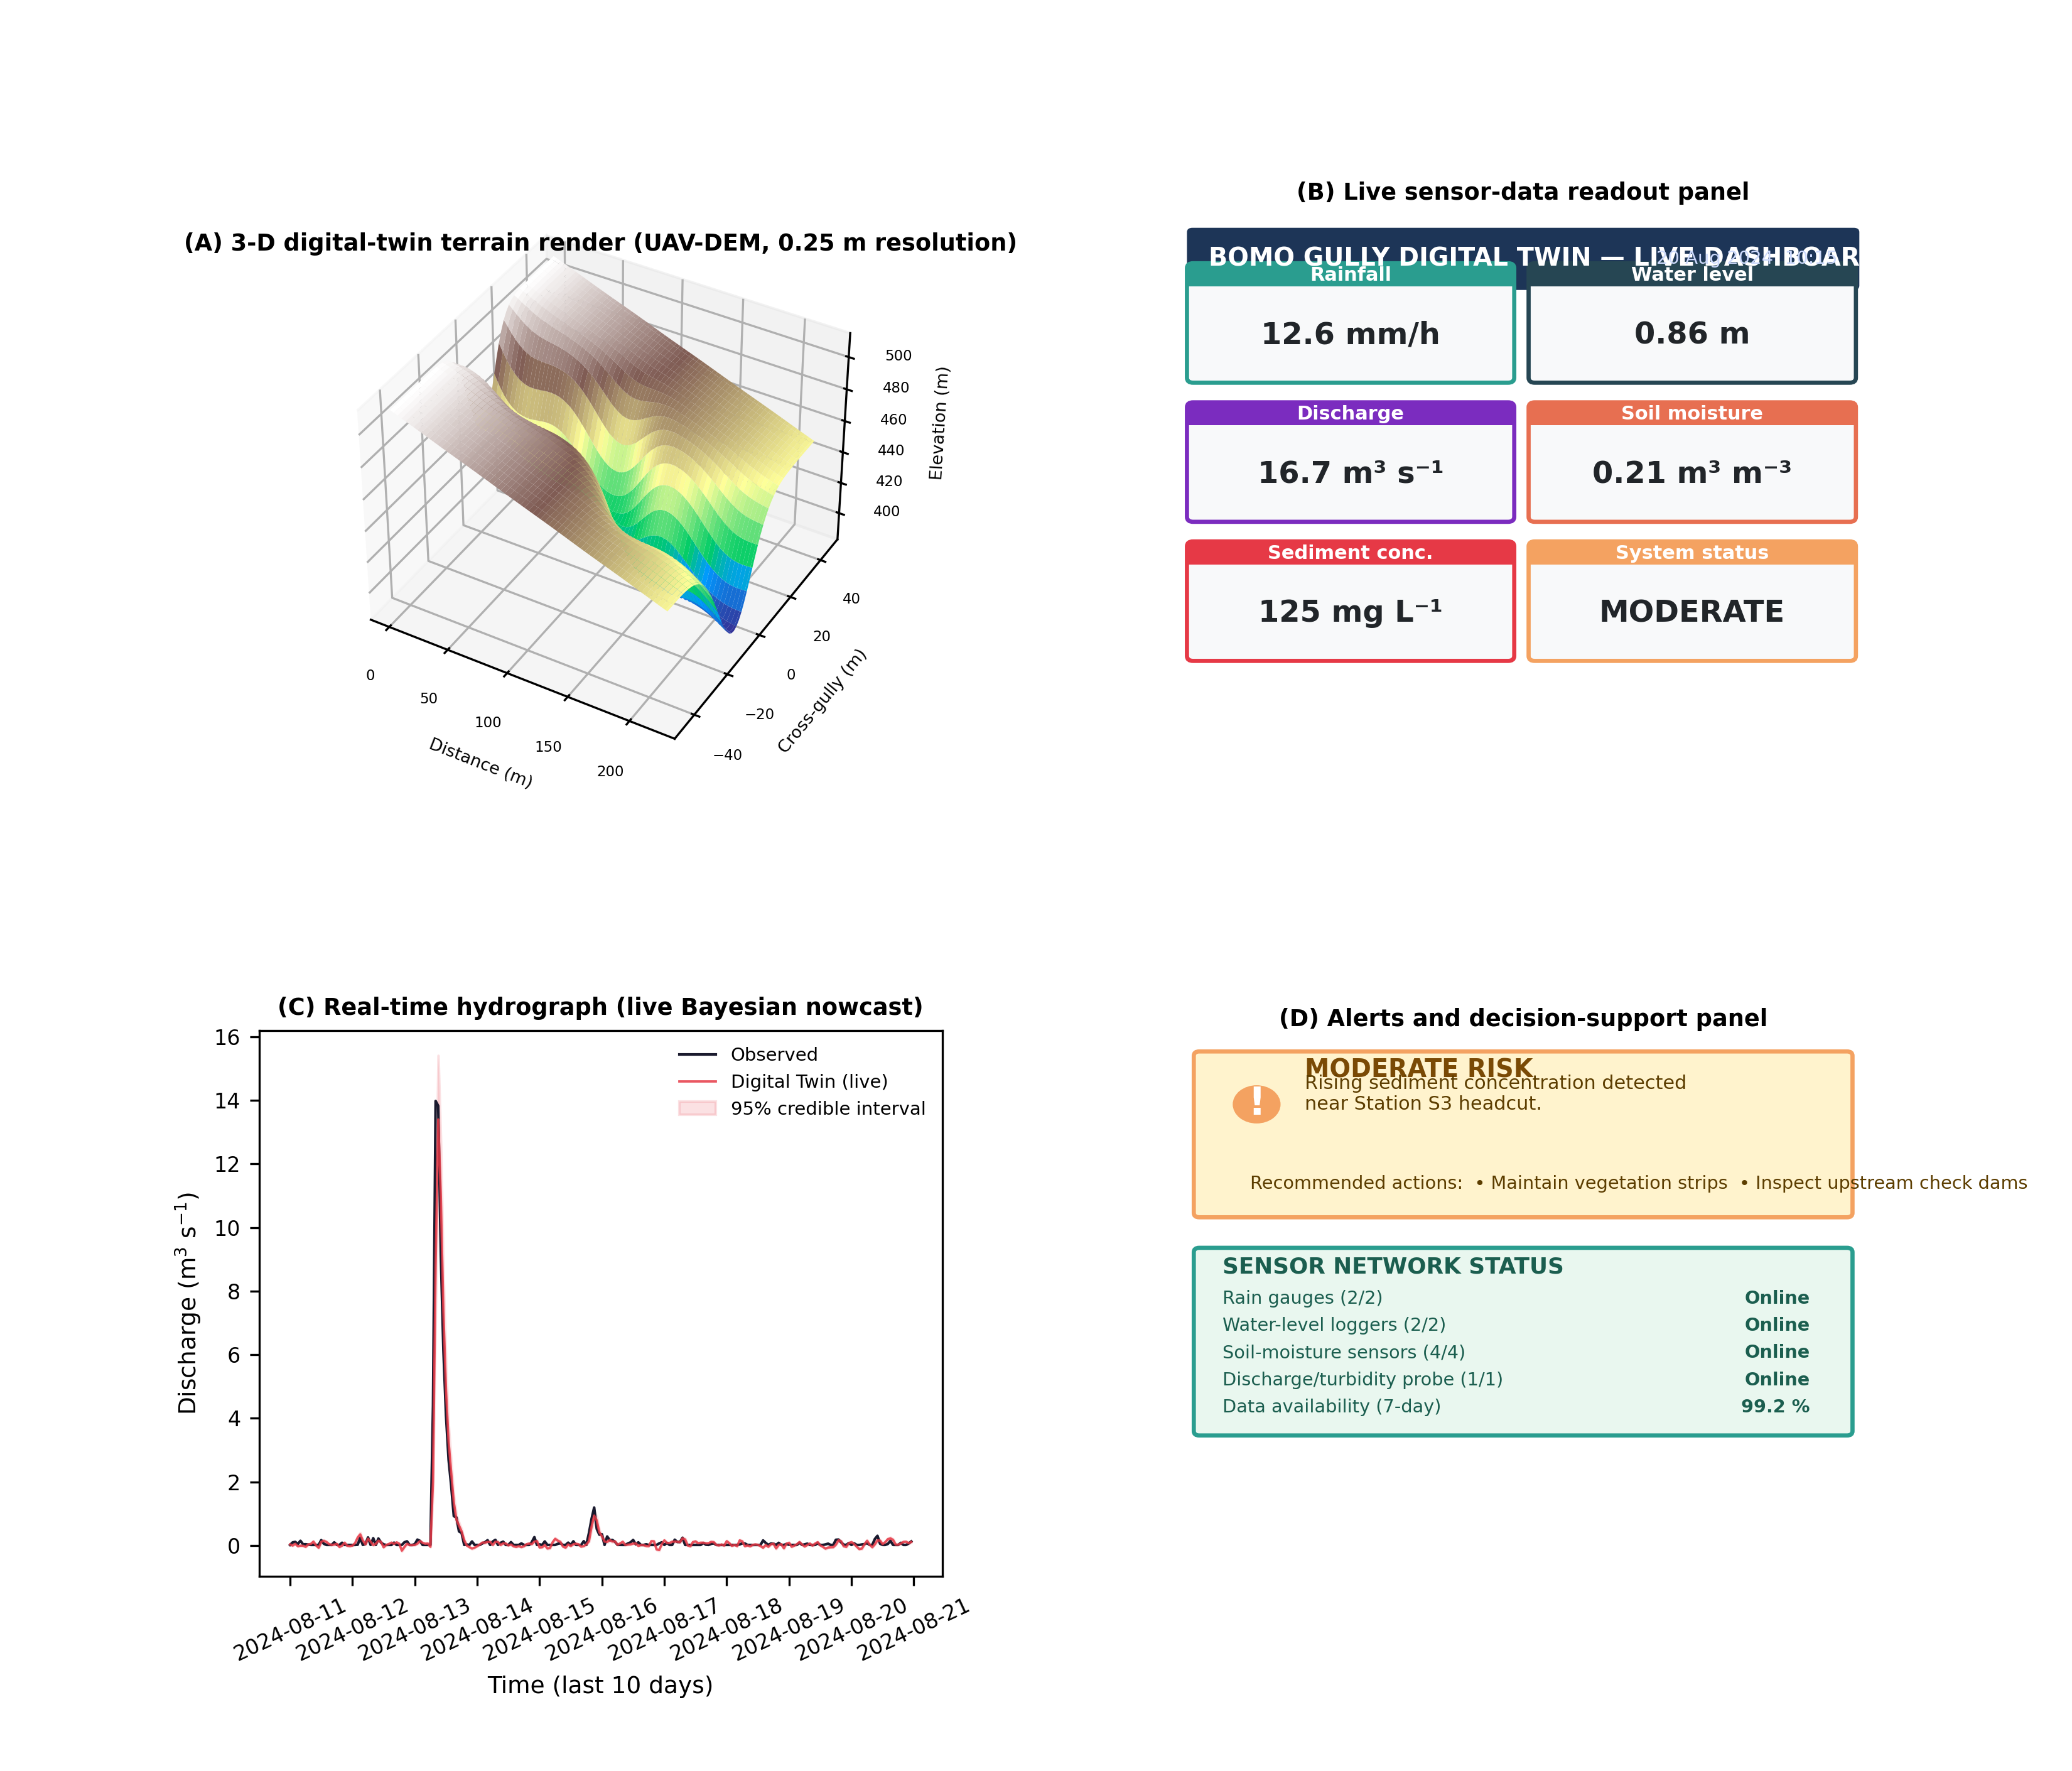 (A) 3-D digital-twin terrain render (UAV-DEM, 0.25 m resolution)
500
480
460
440
420
400
Elevation (m)
40
20
0
−20
−40
Cross-gully (m)
0
50
100
150
200
Distance (m)
(B) Live sensor-data readout panel
BOMO GULLY DIGITAL TWIN — LIVE DASHBOAR
20 Aug 2024
Rainfall
12.6 mm/h
Water level
0.86 m
Discharge
16.7 m³ s⁻¹
Soil moisture
0.21 m³ m⁻³
Sediment conc.
125 mg L⁻¹
System status
MODERATE
(C) Real-time hydrograph (live Bayesian nowcast)
16
14
12
10
8
6
4
2
0
Discharge (m³ s⁻¹)
Observed
Digital Twin (live)
95% credible interval
2024-08-11
2024-08-12
2024-08-13
2024-08-14
2024-08-15
2024-08-16
2024-08-17
2024-08-18
2024-08-19
2024-08-20
2024-08-21
Time (last 10 days)
(D) Alerts and decision-support panel
MODERATE RISK
!
Rising sediment concentration detected
near Station S3 headcut.
Recommended actions: • Maintain vegetation strips • Inspect upstream check dams
SENSOR NETWORK STATUS
Rain gauges (2/2) Online
Water-level loggers (2/2) Online
Soil-moisture sensors (4/4) Online
Discharge/turbidity probe (1/1) Online
Data availability (7-day) 99.2 %